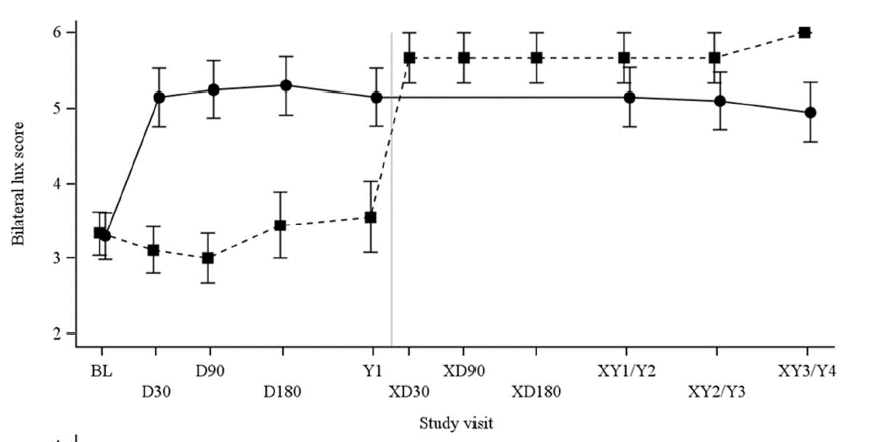 Bilateral lux score
6
5
4
3
2
BL D90 Y1 XD90 XY1/Y2 XY3/Y4
D30 D180 XD30 XD180 XY2/Y3
Study visit